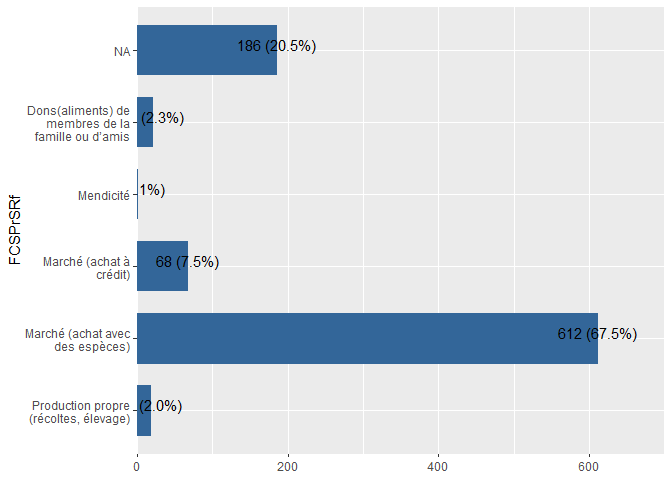 FCSPrSRf
NA
186 (20.5%)
Dons(aliments) de
membres de la
famille ou d'amis
(2.3%)
Mendicité
1%)
Marché (achat à
crédit)
68 (7.5%)
Marché (achat avec
des espèces)
612 (67.5%)
Production propre
(récoltes, élevage)
(2.0%)
0 200 400 600